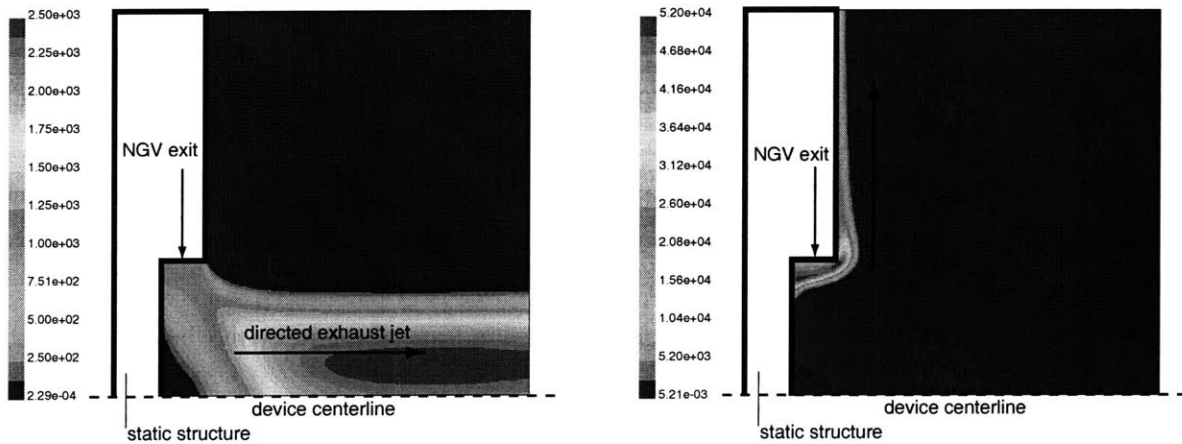 2.50e+03
2.25e+03
2.00e+03
1.75e+03
1.50e+03
1.25e+03
1.00e+03
7.51e+02
5.00e+02
2.50e+02
2.29e-04
NGV exit
directed exhaust jet
device centerline
static structure
5.20e+04
4.68e+04
4.16e+04
3.64e+04
3.12e+04
2.60e+04
2.08e+04
1.56e+04
1.04e+04
5.20e+03
5.21e-03
NGV exit
device centerline
static structure